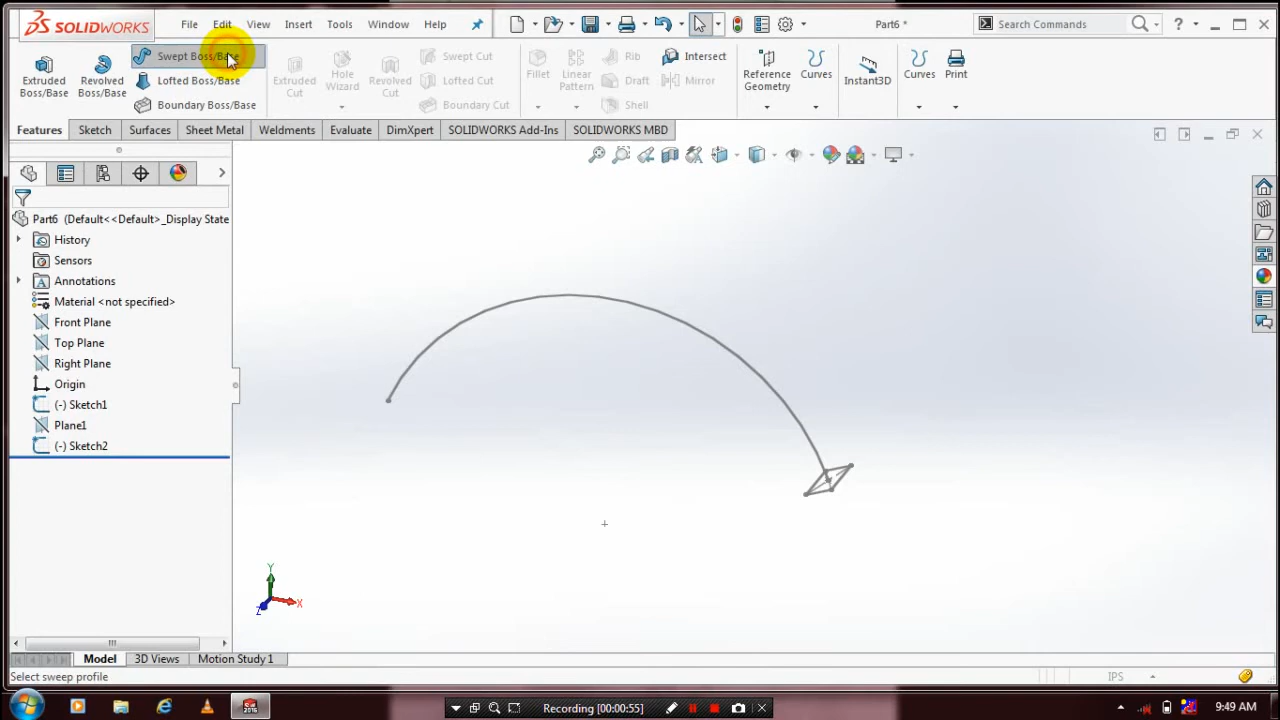 SOLIDWORKS
File Edit View Insert Tools Window Help
Part6 *
Search Commands
Extruded Boss/Base
Revolved Boss/Base
Swept Boss/Base
Lofted Boss/Base
Boundary Boss/Base
Extruded Cut
Hole Wizard
Revolved Cut
Swept Cut
Lofted Cut
Boundary Cut
Fillet
Linear Pattern
Rib
Draft
Shell
Intersect
Mirror
Reference Geometry
Curves
Instant3D
Curves
Print
Features Sketch Surfaces Sheet Metal Weldments Evaluate DimXpert SOLIDWORKS Add-Ins SOLIDWORKS MBD
Part6 (Default<<Default>_Display State
History
Sensors
Annotations
Material <not specified>
Front Plane
Top Plane
Right Plane
Origin
(-) Sketch1
Plane1
(-) Sketch2
Y
X
Z
Model 3D Views Motion Study 1
Select sweep profile
IPS
Recording [00:00:55]
9:49 AM